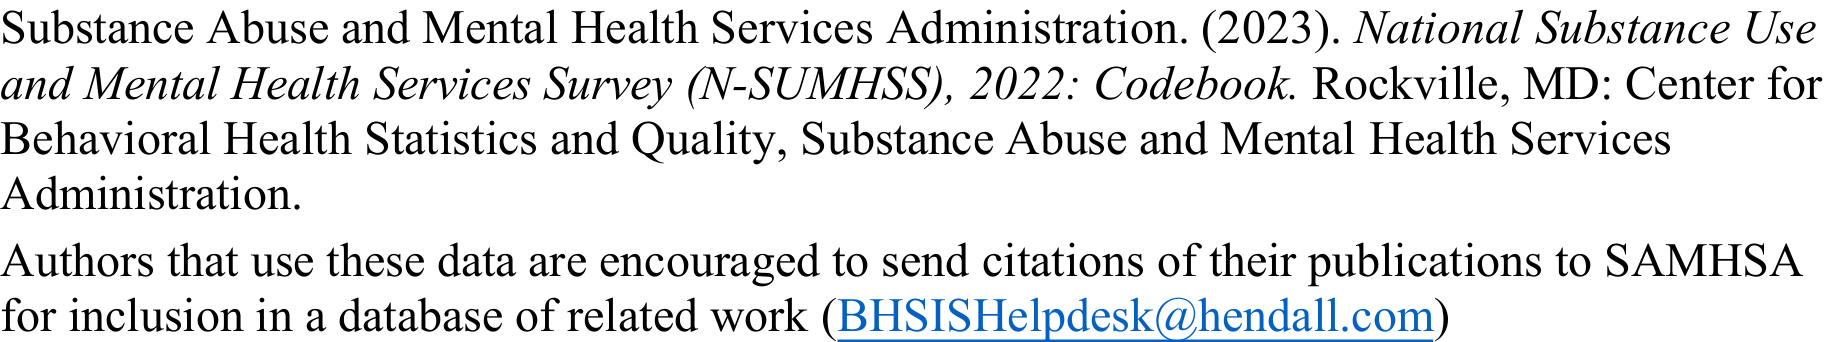 Substance Abuse and Mental Health Services Administration. (2023). National Substance Use
and Mental Health Services Survey (N-SUMHSS), 2022: Codebook. Rockville, MD: Center for
Behavioral Health Statistics and Quality, Substance Abuse and Mental Health Services
Administration.
Authors that use these data are encouraged to send citations of their publications to SAMHSA
for inclusion in a database of related work (BHSISHelpdesk@hendall.com)